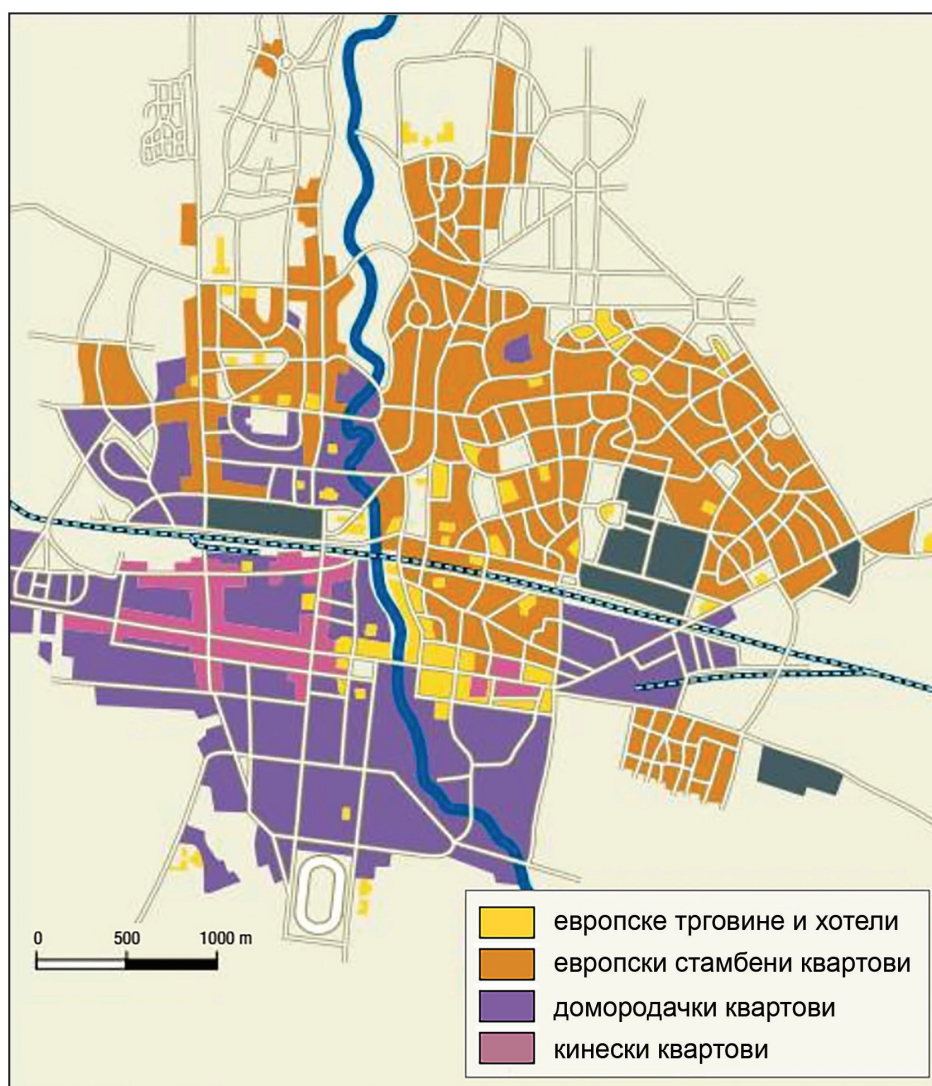 0 500 1000 m
европске трговине и хотели
европски стамбени квартови
домородачки квартови
кинески квартови